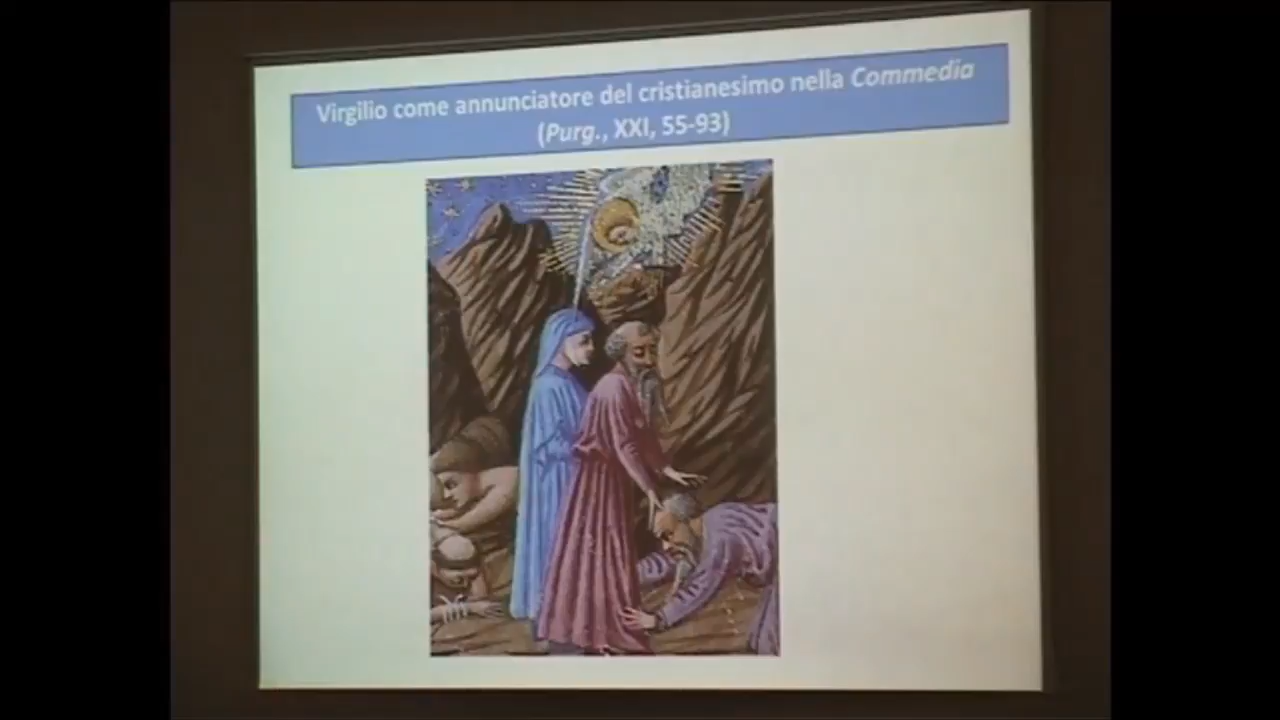 Virgilio come annunciatore del cristianesimo nella Commedia
(Purg., XXI, 55-93)